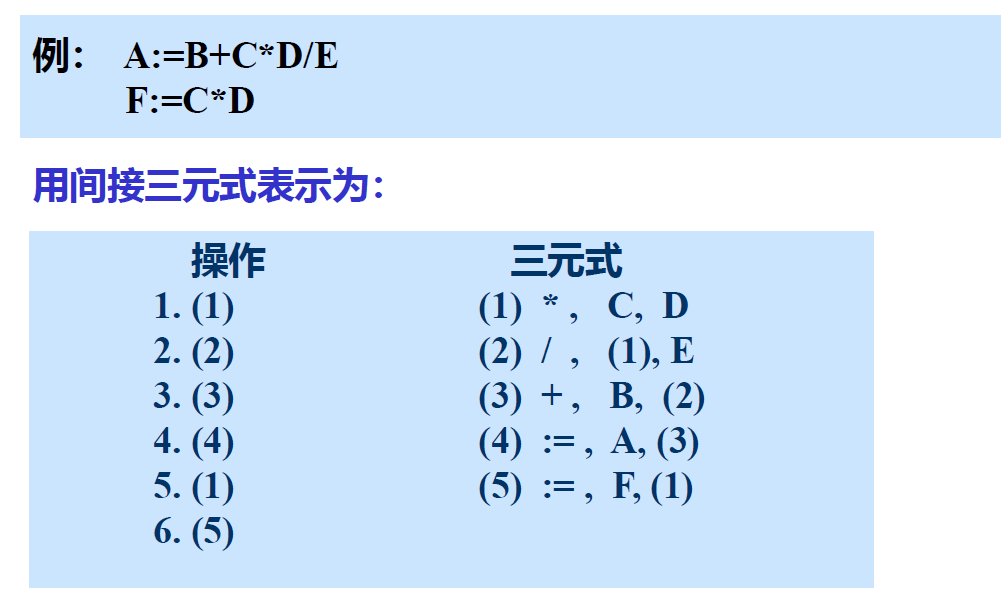 例： A:=B+C*D/E
F:=C*D
用间接三元式表示为：
操作 三元式
1. (1) (1) * , C, D
2. (2) (2) / , (1), E
3. (3) (3) + , B, (2)
4. (4) (4) := , A, (3)
5. (1) (5) := , F, (1)
6. (5)